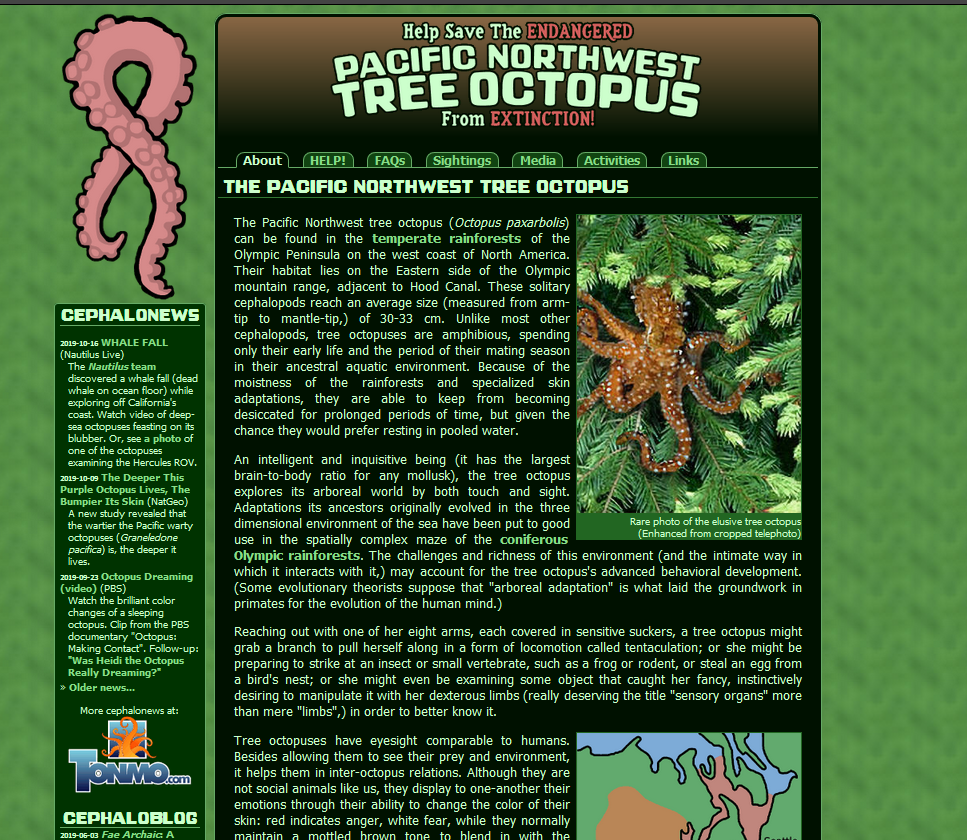 Help Save The ENDANGERED
PACIFIC NORTHWEST
TREE OCTOPUS
From EXTINCTION!
About
HELP!
FAQs
Sightings
Media
Activities
Links
THE PACIFIC NORTHWEST TREE OCTOPUS
The Pacific Northwest tree octopus (Octopus paxarbolis)
can be found in the temperate rainforests of the
Olympic Peninsula on the west coast of North America.
Their habitat lies on the Eastern side of the Olympic
mountain range, adjacent to Hood Canal. These solitary
cephalopods reach an average size (measured from arm-
tip to mantle-tip,) of 30-33 cm. Unlike most other
cephalopods, tree octopuses are amphibious, spending
only their early life and the period of their mating season
in their ancestral aquatic environment. Because of the
moistness of the rainforests and specialized skin
adaptations, they are able to keep from becoming
desiccated for prolonged periods of time, but given the
chance they would prefer resting in pooled water.
Rare photo of the elusive tree octopus
(Enhanced from cropped telephoto)
An intelligent and inquisitive being (it has the largest
brain-to-body ratio for any mollusk), the tree octopus
explores its arboreal world by both touch and sight.
Adaptations its ancestors originally evolved in the three
dimensional environment of the sea have been put to good
use in the spatially complex maze of the coniferous
Olympic rainforests. The challenges and richness of this environment (and the intimate way in
which it interacts with it,) may account for the tree octopus's advanced behavioral development.
(Some evolutionary theorists suppose that "arboreal adaptation" is what laid the groundwork in
primates for the evolution of the human mind.)
Reaching out with one of her eight arms, each covered in sensitive suckers, a tree octopus might
grab a branch to pull herself along in a form of locomotion called tentaculation; or she might be
preparing to strike at an insect or small vertebrate, such as a frog or rodent, or steal an egg from
a bird's nest; or she might even be examining some object that caught her fancy, instinctively
desiring to manipulate it with her dexterous limbs (really deserving the title "sensory organs" more
than mere "limbs",) in order to better know it.
Tree octopuses have eyesight comparable to humans.
Besides allowing them to see their prey and environment,
it helps them in inter-octopus relations. Although they are
not social animals like us, they display to one-another their
emotions through their ability to change the color of their
skin: red indicates anger, white fear, while they normally
maintain a mottled brown tone to blend in with the
CEPHALONEWS
2019-10-16 WHALE FALL
(Nautilus Live)
The Nautilus team
discovered a whale fall (dead
whale on ocean floor) while
exploring off California's
coast. Watch video of deep-
sea octopuses feasting on its
blubber. Or, see a photo of
one of the octopuses
examining the Hercules ROV.
2019-10-09 The Deeper This
Purple Octopus Lives, The
Bumpier Its Skin (NatGeo)
A new study revealed that
the wartier the Pacific warty
octopuses (Graneledone
pacifica) is, the deeper it
lives.
2019-09-23 Octopus Dreaming
(video) (PBS)
Watch the brilliant color
changes of a sleeping
octopus. Clip from the PBS
documentary "Octopus:
Making Contact". Follow-up:
"Was Heidi the Octopus
Really Dreaming?"
» Older news...
More cephalonews at:
TONMO.com
CEPHALOBLOG
2019-06-03 Fae Archaic: A